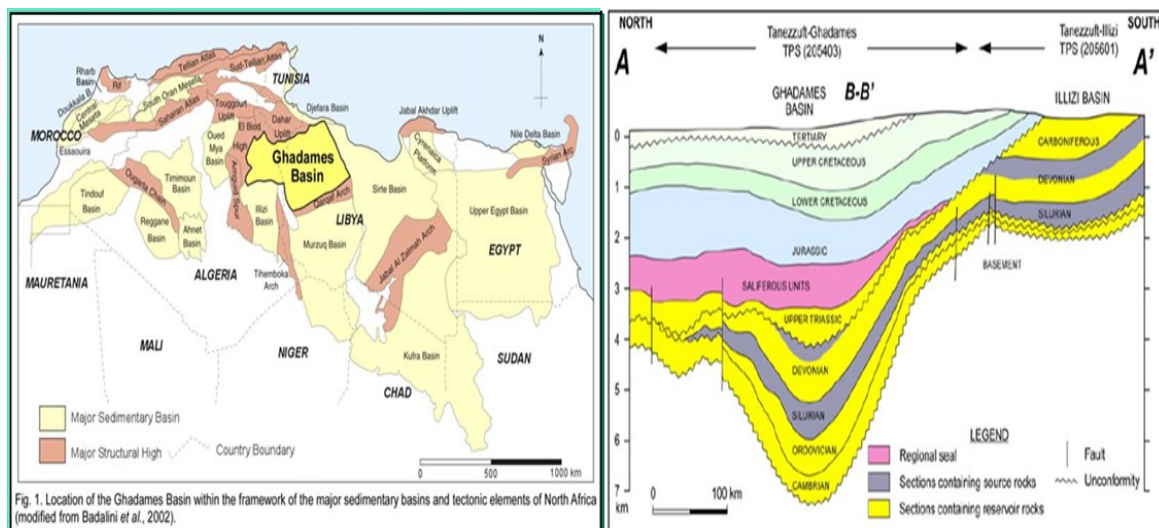 N
TUNISIA
Tellian Atlas
Sud-Tellian Atlas
Rharb
Basin
Rif
Doukkala B.
South Oran Meseta
Central
Meseta
Saharan Atlas
MOROCCO
Essaouira
Touggourt
Uplift
El Biod
High
Dahar
Uplift
Djefara Basin
Jabal Akhdar Uplift
Nile Delta Basin
Syrian Arc
Cyrenaica
Platform
Oued
Mya
Basin
Amguid Spur
Ghadames
Basin
Tindouf
Basin
Ougarta Chain
Timimoun
Basin
Reggane
Basin
Ahnet
Basin
Illizi
Basin
Dargaf Arch
LIBYA
Sirte Basin
Upper Egypt Basin
Murzuq Basin
Jabal Al Zalmah Arch
EGYPT
MAURETANIA
ALGERIA
Tihemboka
Arch
MALI
NIGER
Kufra Basin
SUDAN
CHAD
Major Sedimentary Basin
Major Structural High
Country Boundary
0 500 1000 km
Fig. 1. Location of the Ghadames Basin within the framework of the major sedimentary basins and tectonic elements of North Africa
(modified from Badalini et al., 2002).
NORTH
SOUTH
Tanezzuft-Ghadames
TPS (205403)
Tanezzuft-Illizi
TPS (205601)
A
A'
GHADAMES
BASIN
B-B'
ILLIZI BASIN
0
1
2
3
4
5
6
7
km
TERTIARY
UPPER CRETACEOUS
LOWER CRETACEOUS
JURASSIC
SALIFEROUS UNITS
UPPER TRIASSIC
DEVONIAN
SILURIAN
ORDOVICIAN
CAMBRIAN
CARBONIFEROUS
DEVONIAN
SILURIAN
BASEMENT
0 100 km
LEGEND
Regional seal
Sections containing source rocks
Sections containing reservoir rocks
Fault
Unconformity